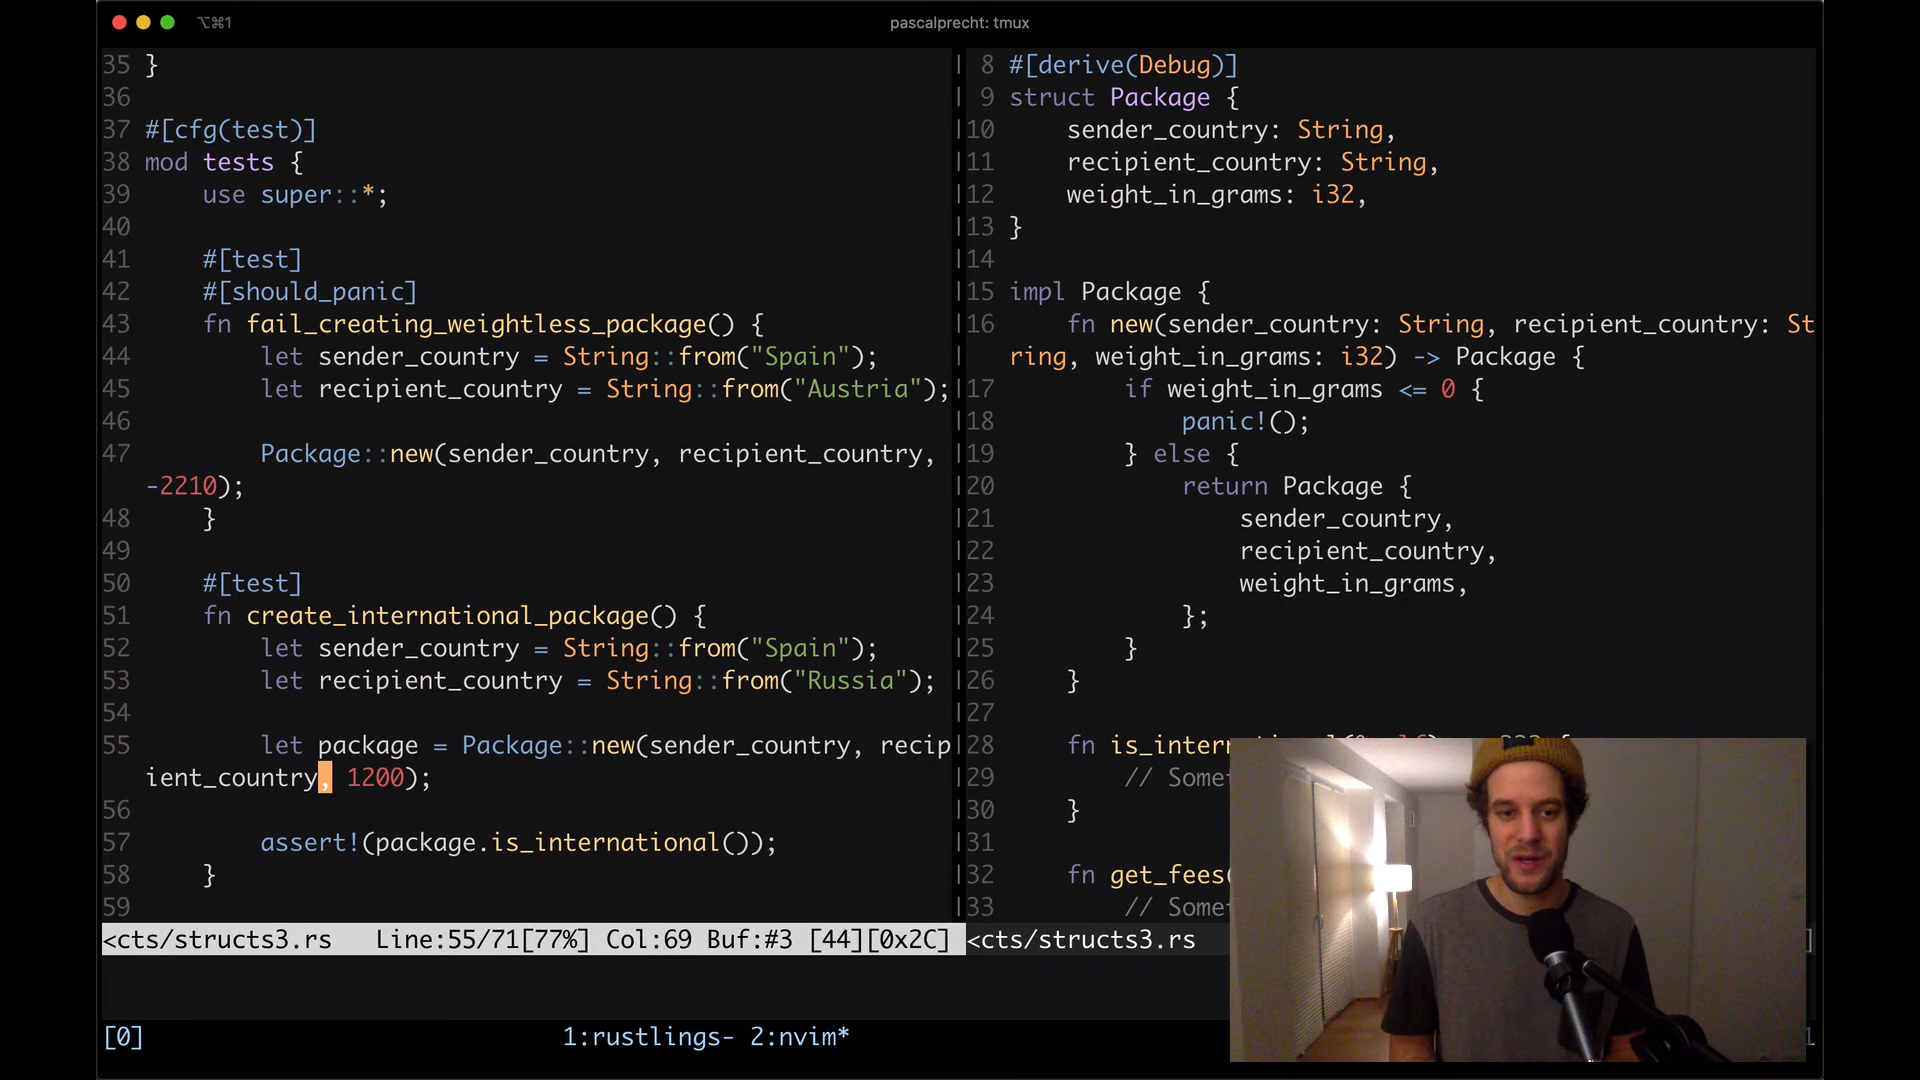 ⌥⌘1
pascalprecht: tmux
35 }
36
37 #[cfg(test)]
38 mod tests {
39     use super::*;
40
41     #[test]
42     #[should_panic]
43     fn fail_creating_weightless_package() {
44         let sender_country = String::from("Spain");
45         let recipient_country = String::from("Austria");
46
47         Package::new(sender_country, recipient_country,
-2210);
48     }
49
50     #[test]
51     fn create_international_package() {
52         let sender_country = String::from("Spain");
53         let recipient_country = String::from("Russia");
54
55         let package = Package::new(sender_country, recip
ient_country, 1200);
56
57         assert!(package.is_international());
58     }
59
<cts/structs3.rs   Line:55/71[77%] Col:69 Buf:#3 [44][0x2C]
8 #[derive(Debug)]
9 struct Package {
10     sender_country: String,
11     recipient_country: String,
12     weight_in_grams: i32,
13 }
14
15 impl Package {
16     fn new(sender_country: String, recipient_country: St
ring, weight_in_grams: i32) -> Package {
17         if weight_in_grams <= 0 {
18             panic!();
19         } else {
20             return Package {
21                 sender_country,
22                 recipient_country,
23                 weight_in_grams,
24             };
25         }
26     }
27
28     fn
29         //
30     }
31
32     fn get_fees(
33         //
<cts/structs3.rs
[0] 1:rustlings- 2:nvim*